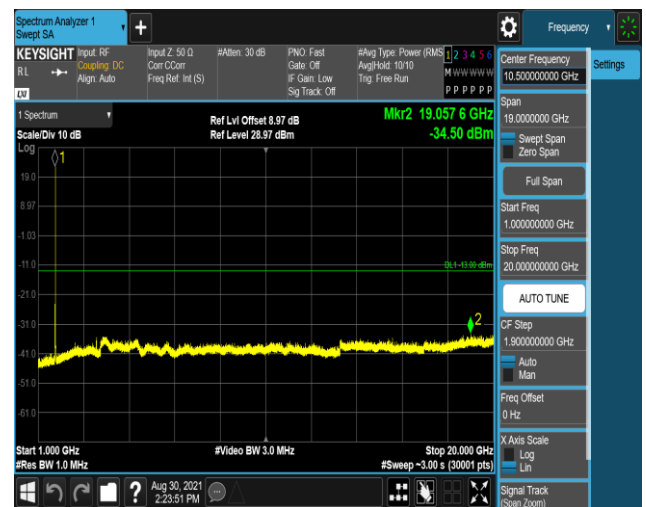 Spectrum Analyzer 1
Swept SA
Frequency
KEYSIGHT
RL
Input: RF
Coupling: DC
Align: Auto
Input Z: 50 Ω
Corr CCorr
Freq Ref: Int (S)
#Atten: 30 dB
PNO: Fast
Gate: Off
IF Gain: Low
Sig Track: Off
#Avg Type: Power (RMS
Avg|Hold: 10/10
Trig: Free Run
1 2 3 4 5 6
M W W W W W
P P P P P P
LXI
1 Spectrum
Scale/Div 10 dB
Ref Lvl Offset 8.97 dB
Ref Level 28.97 dBm
Mkr2 19.057 6 GHz
-34.50 dBm
Log
1
19.0
8.97
-1.03
-11.0
DL1 -13.00 dBm
-21.0
-31.0
2
-41.0
-51.0
-61.0
Start 1.000 GHz
#Res BW 1.0 MHz
#Video BW 3.0 MHz
Stop 20.000 GHz
#Sweep ~3.00 s (30001 pts)
Aug 30, 2021
2:23:51 PM
Center Frequency
10.500000000 GHz
Settings
Span
19.0000000 GHz
Swept Span
Zero Span
Full Span
Start Freq
1.000000000 GHz
Stop Freq
20.000000000 GHz
AUTO TUNE
CF Step
1.900000000 GHz
Auto
Man
Freq Offset
0 Hz
X Axis Scale
Log
Lin
Signal Track
(Span Zoom)